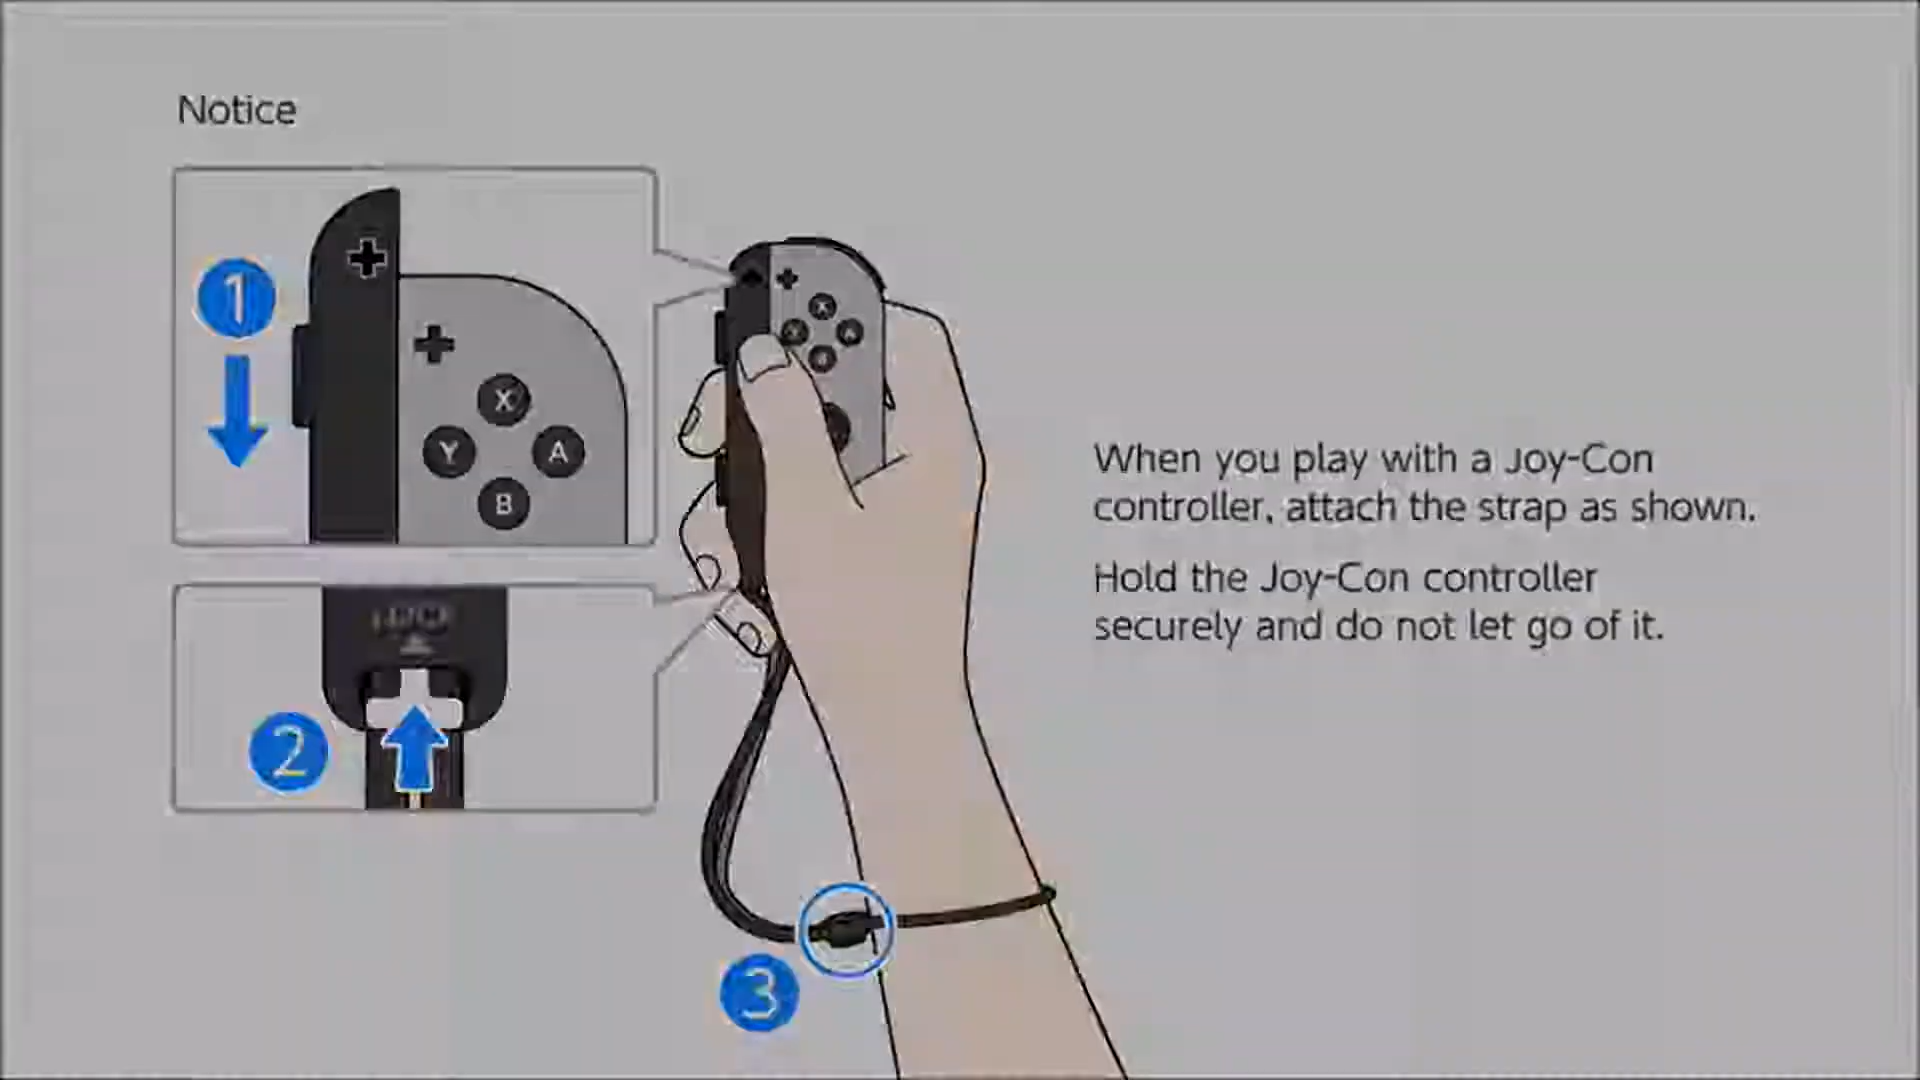 Notice
1
X
Y
A
B
2
X
A
3
When you play with a Joy-Con
controller, attach the strap as shown.
Hold the Joy-Con controller
securely and do not let go of it.